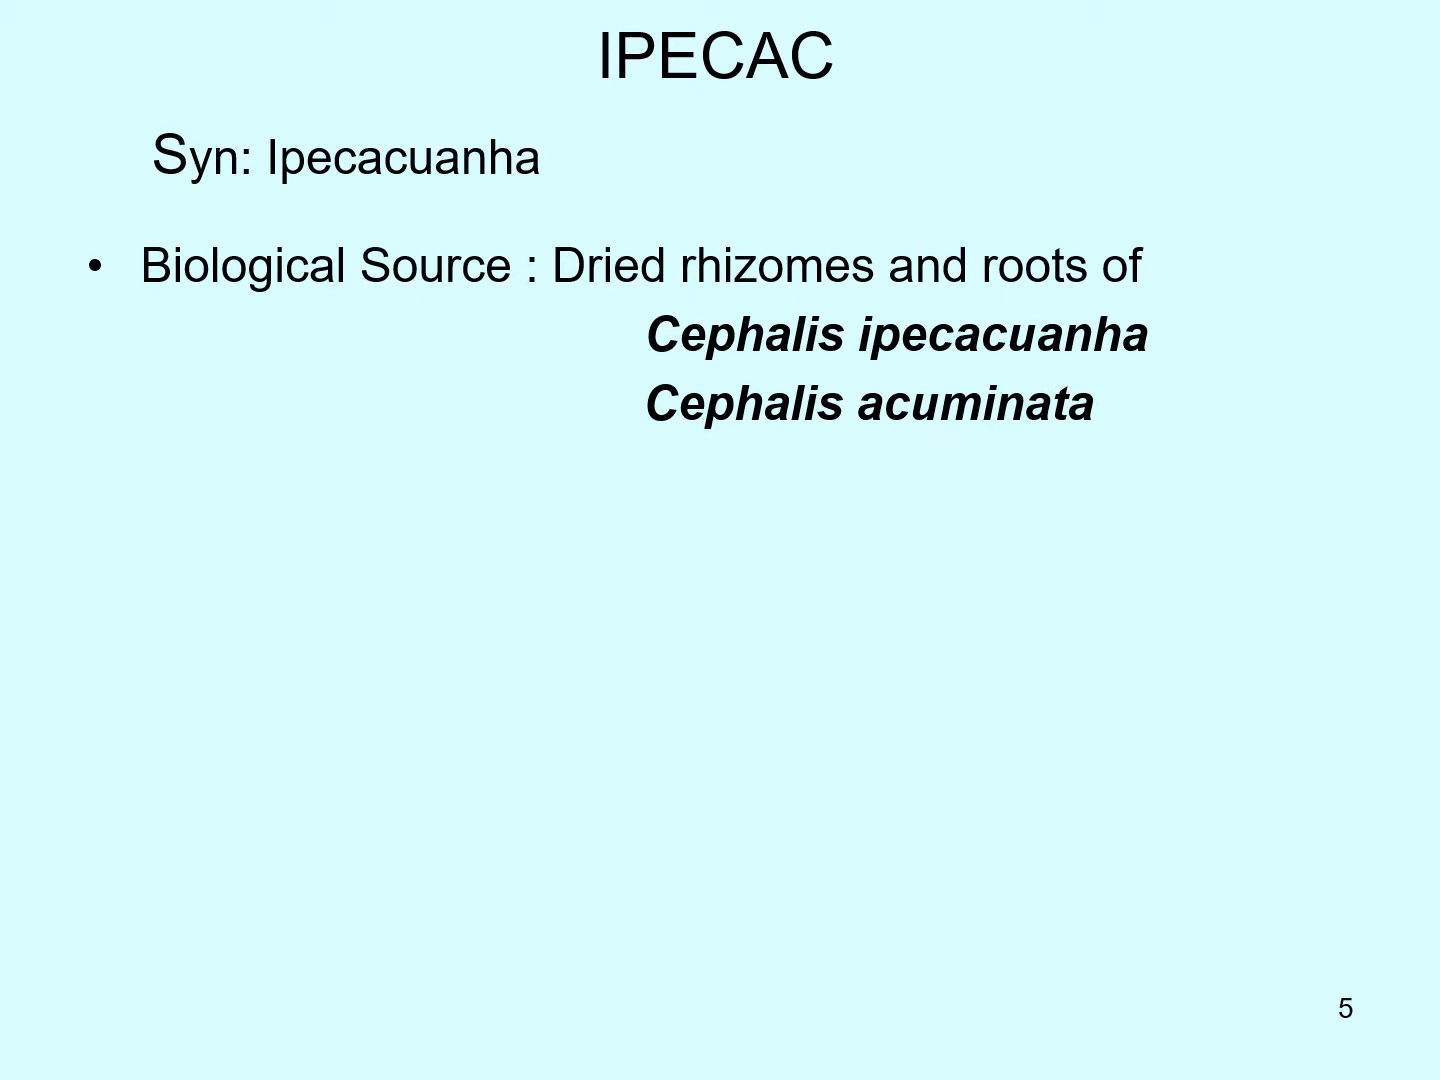 IPECAC
Syn: Ipecacuanha
• Biological Source : Dried rhizomes and roots of
Cephalis ipecacuanha
Cephalis acuminata
5